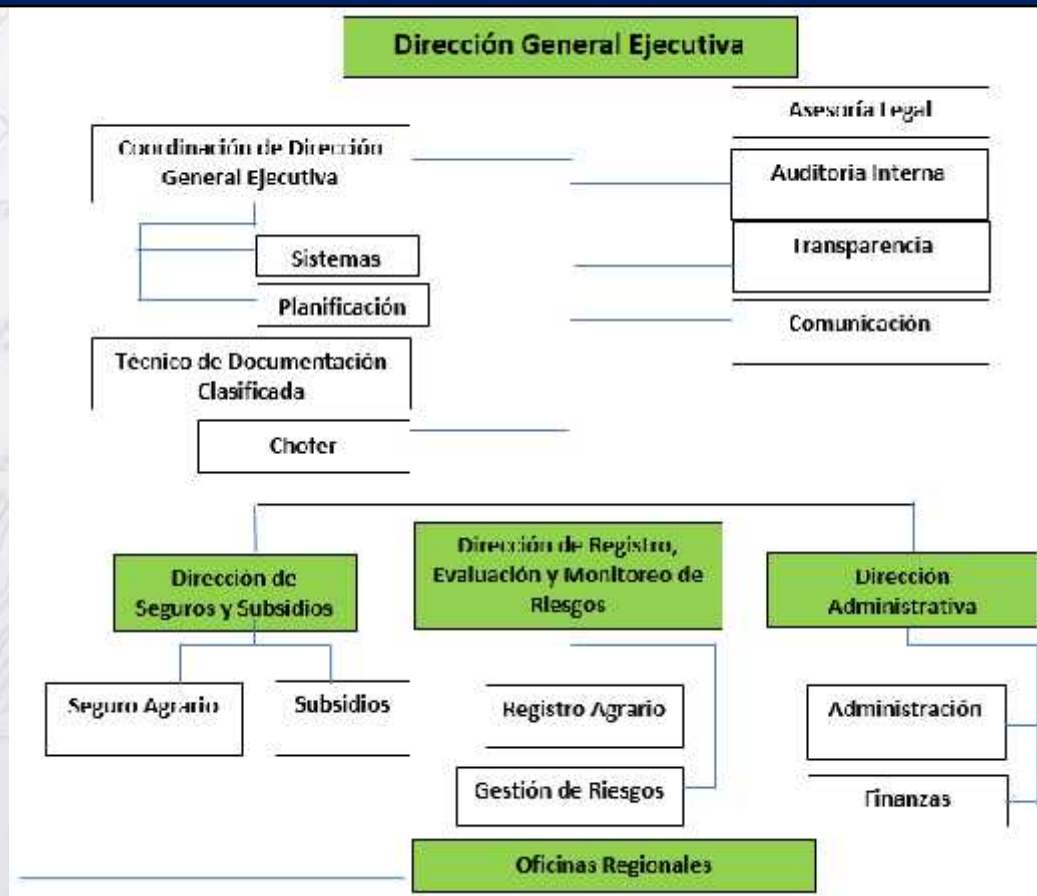 Dirección General Ejecutiva
Asesoría Legal
Coordinación de Dirección
General Ejecutiva
Auditoria Interna
Transparencia
Sistemas
Planificación
Comunicación
Técnico de Documentación
Clasificada
Chofer
Dirección de
Seguros y Subsidios
Dirección de Registro,
Evaluación y Monitoreo de
Riesgos
Dirección
Administrativa
Seguro Agrario
Subsidios
Registro Agrario
Administración
Gestión de Riesgos
Finanzas
Oficinas Regionales